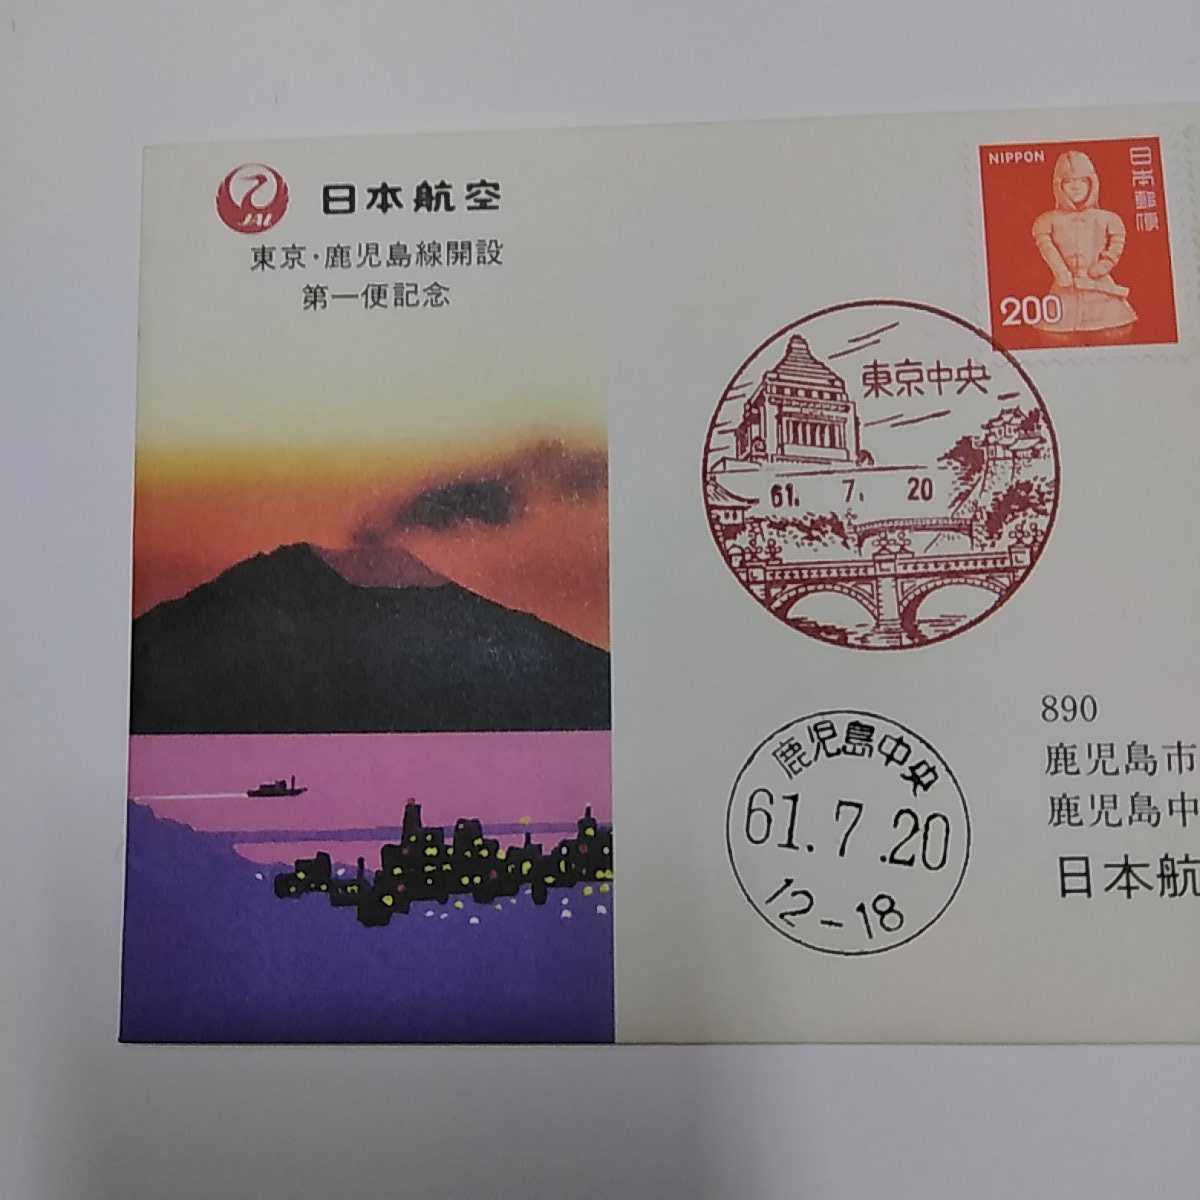 JAL
日本航空
東京・鹿児島線開設
第一便記念
NIPPON
日本郵便
200
東京中央
61. 7. 20
鹿児島中央
61.7.20
12-18
890
鹿児島市
鹿児島中
日本航